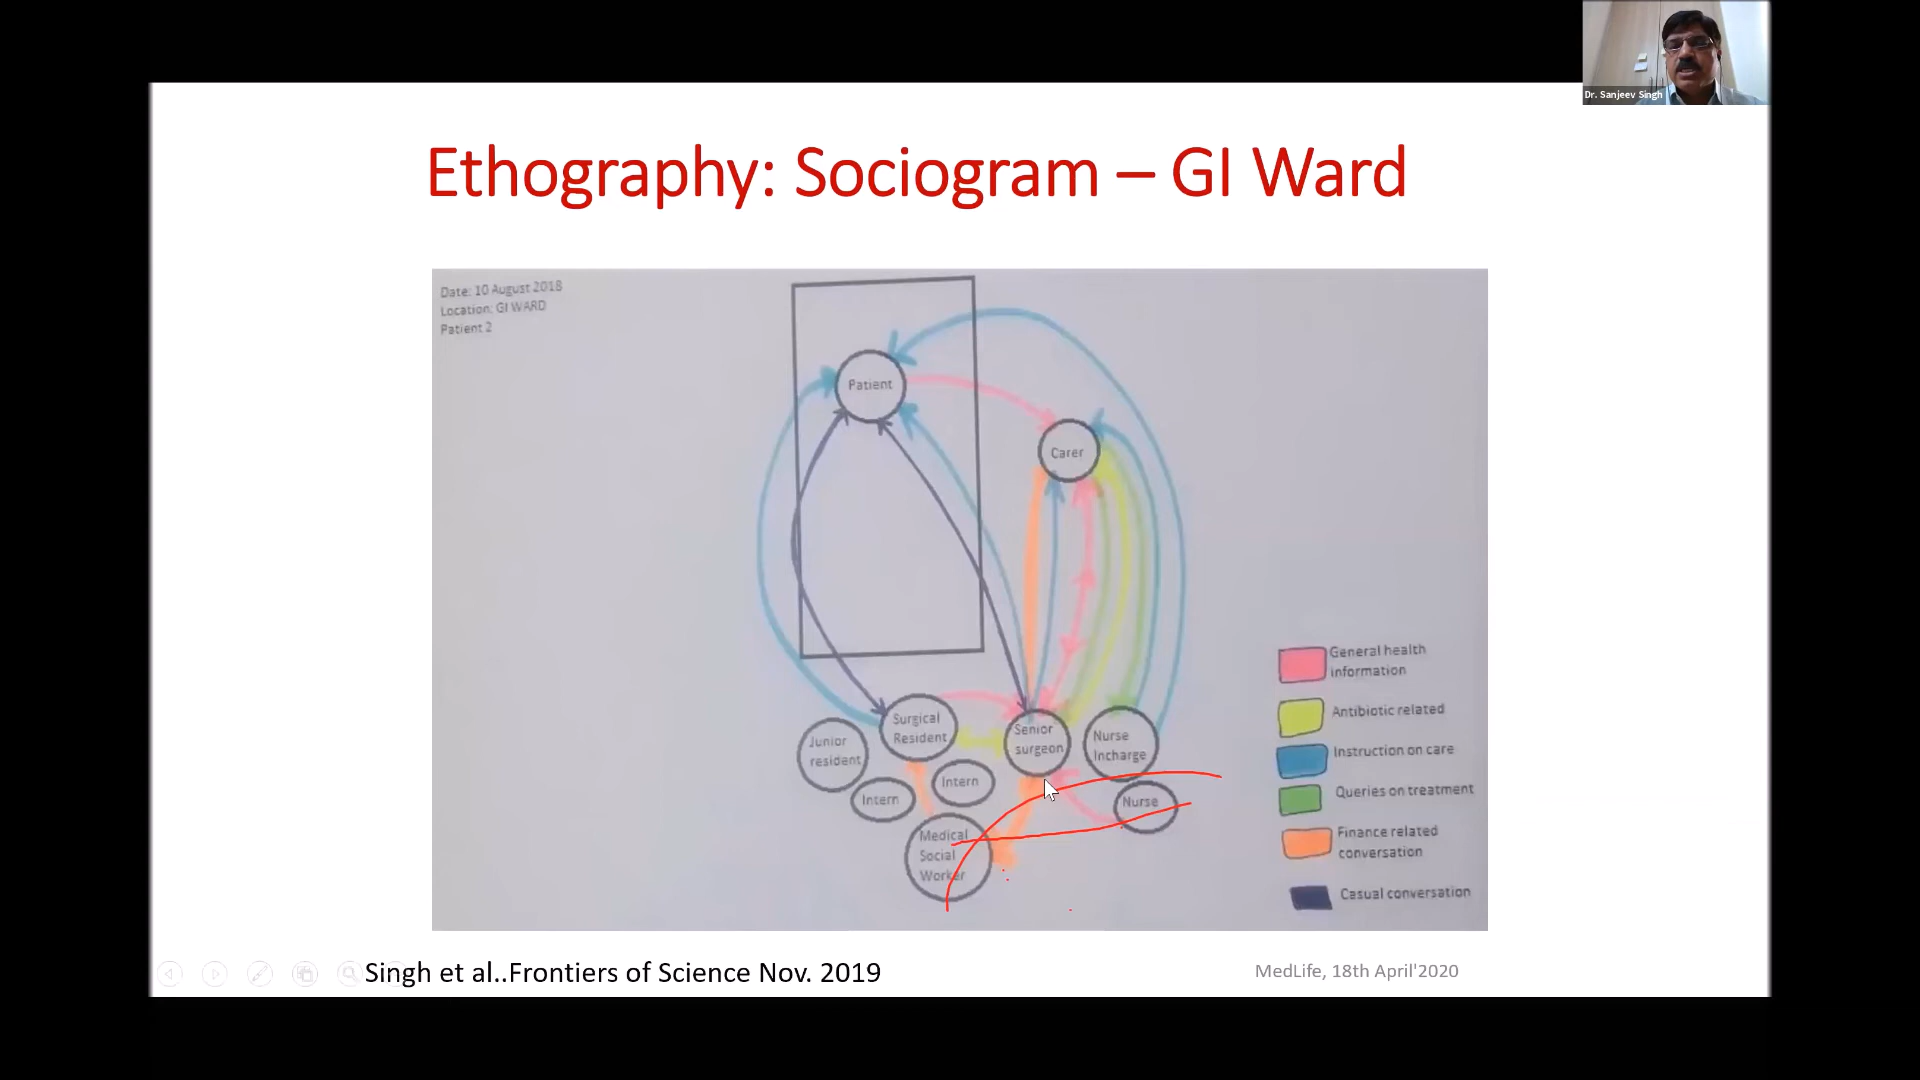 Dr. Sanjeev Singh
Ethography: Sociogram – GI Ward
Date: 10 August 2018
Location: GI WARD
Patient 2
Patient
Carer
Surgical
Resident
Senior
surgeon
Nurse
Incharge
Junior
resident
Intern
Intern
Nurse
Medical
Social
Worker
General health
information
Antibiotic related
Instruction on care
Queries on treatment
Finance related
conversation
Casual conversation
Singh et al..Frontiers of Science Nov. 2019
MedLife, 18th April'2020